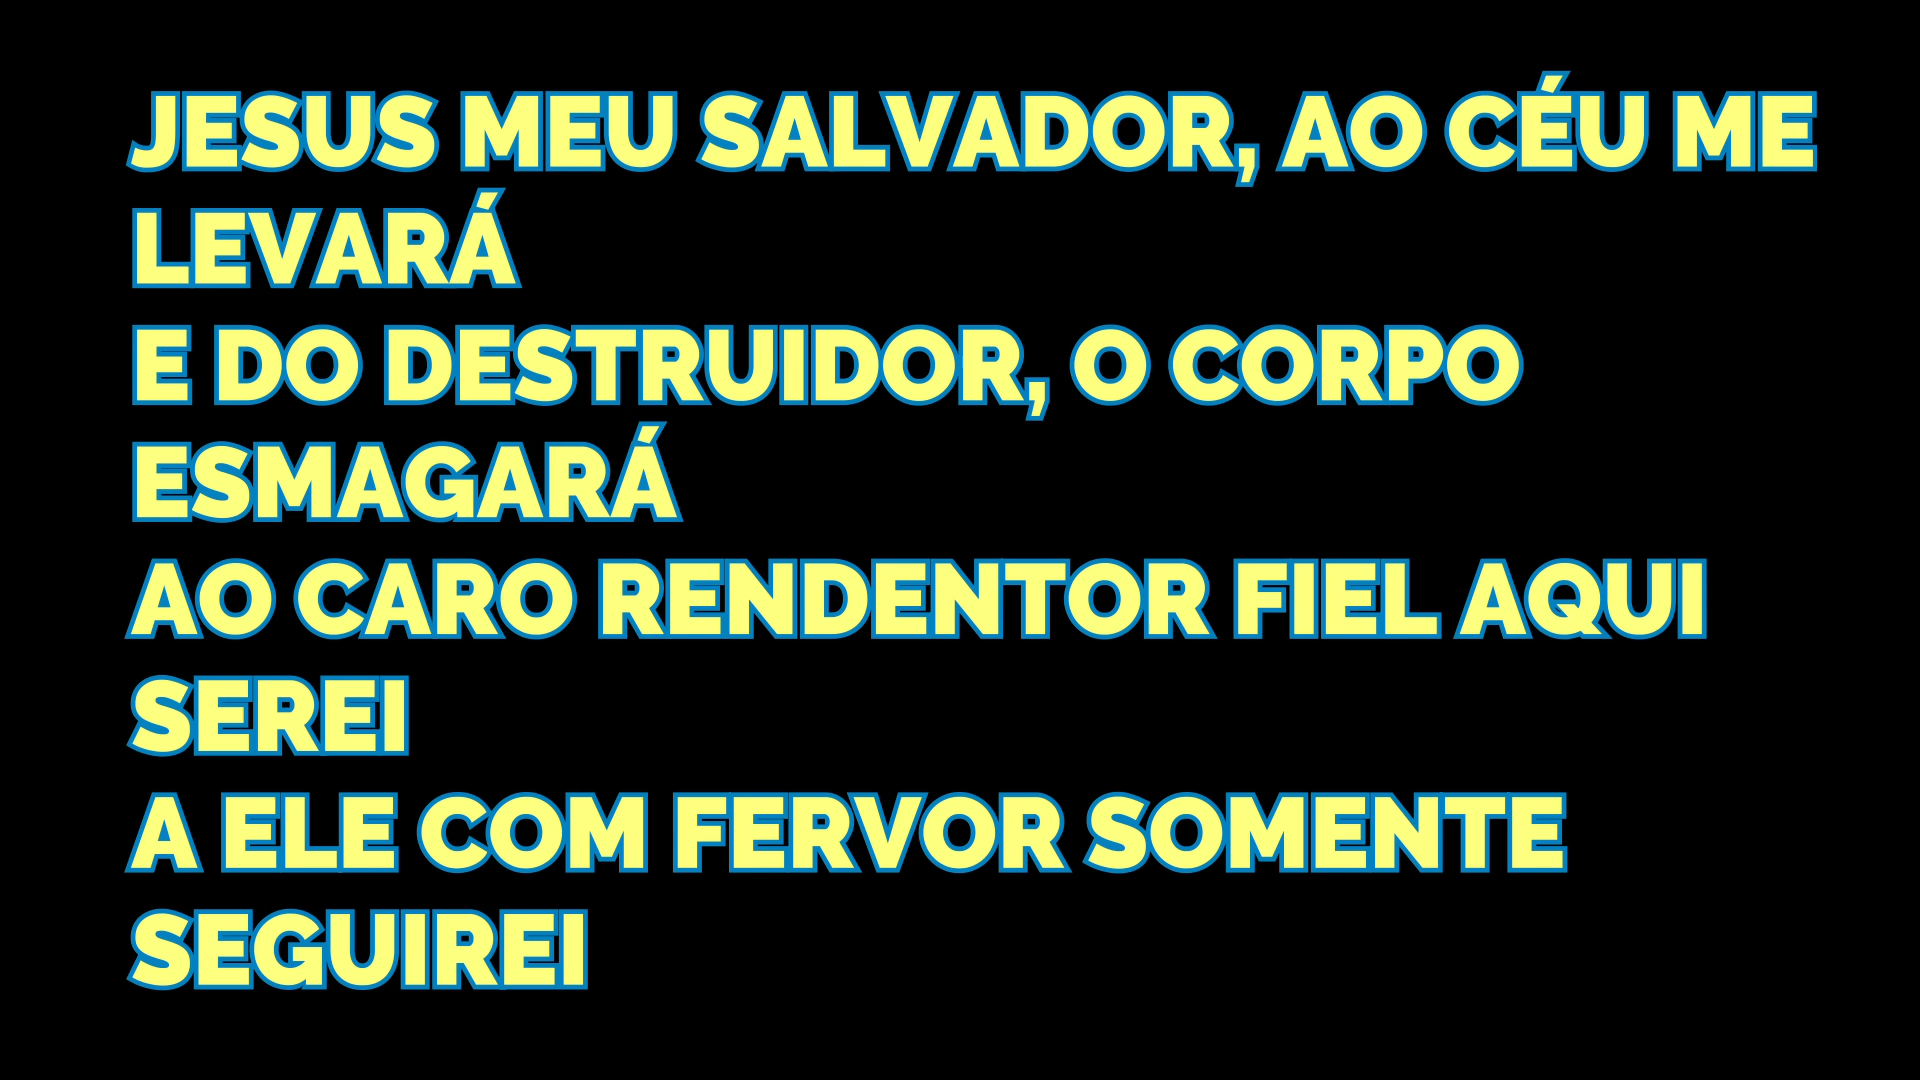 JESUS MEU SALVADOR, AO CÉU ME
LEVARÁ
E DO DESTRUIDOR, O CORPO
ESMAGARÁ
AO CARO RENDENTOR FIEL AQUI
SEREI
A ELE COM FERVOR SOMENTE
SEGUIREI